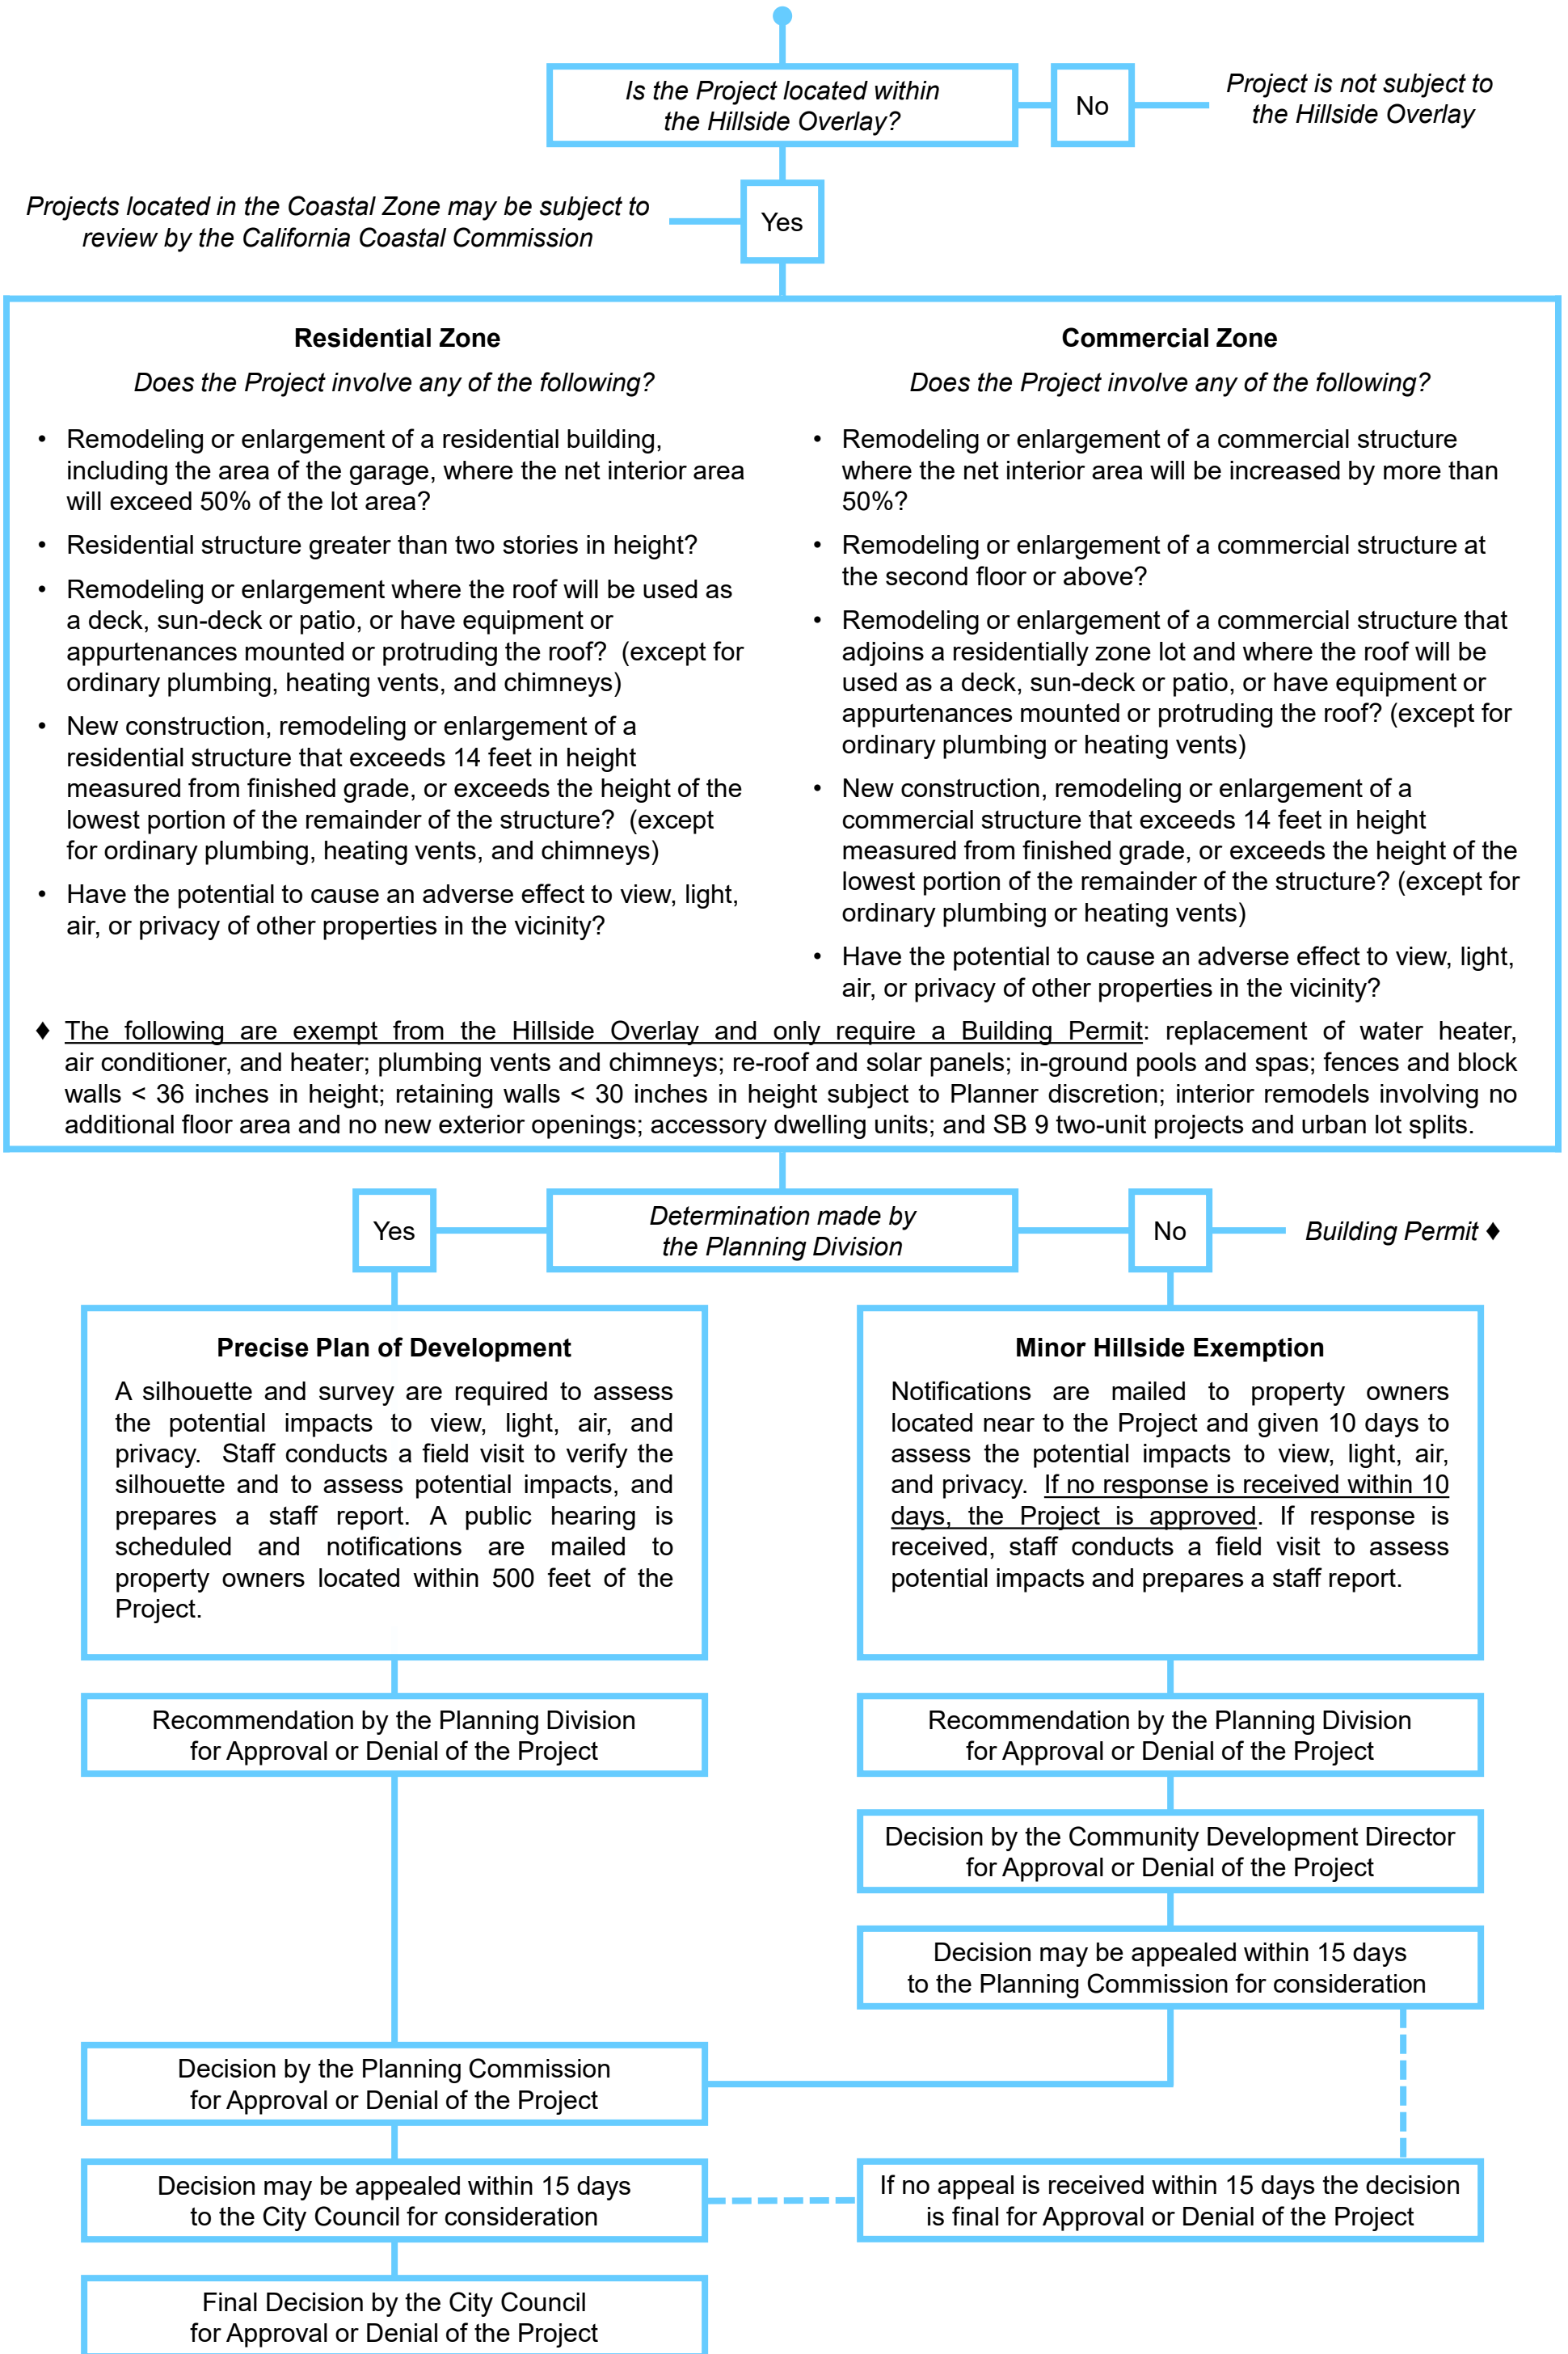 Is the Project located within
the Hillside Overlay?
No
Project is not subject to
the Hillside Overlay
Projects located in the Coastal Zone may be subject to
review by the California Coastal Commission
Yes
Residential Zone
Does the Project involve any of the following?
• Remodeling or enlargement of a residential building,
including the area of the garage, where the net interior area
will exceed 50% of the lot area?
• Residential structure greater than two stories in height?
• Remodeling or enlargement where the roof will be used as
a deck, sun-deck or patio, or have equipment or
appurtenances mounted or protruding the roof?  (except for
ordinary plumbing, heating vents, and chimneys)
• New construction, remodeling or enlargement of a
residential structure that exceeds 14 feet in height
measured from finished grade, or exceeds the height of the
lowest portion of the remainder of the structure?  (except
for ordinary plumbing, heating vents, and chimneys)
• Have the potential to cause an adverse effect to view, light,
air, or privacy of other properties in the vicinity?
Commercial Zone
Does the Project involve any of the following?
• Remodeling or enlargement of a commercial structure
where the net interior area will be increased by more than
50%?
• Remodeling or enlargement of a commercial structure at
the second floor or above?
• Remodeling or enlargement of a commercial structure that
adjoins a residentially zone lot and where the roof will be
used as a deck, sun-deck or patio, or have equipment or
appurtenances mounted or protruding the roof? (except for
ordinary plumbing or heating vents)
• New construction, remodeling or enlargement of a
commercial structure that exceeds 14 feet in height
measured from finished grade, or exceeds the height of the
lowest portion of the remainder of the structure? (except for
ordinary plumbing or heating vents)
• Have the potential to cause an adverse effect to view, light,
air, or privacy of other properties in the vicinity?
♦ The following are exempt from the Hillside Overlay and only require a Building Permit: replacement of water heater,
air conditioner, and heater; plumbing vents and chimneys; re-roof and solar panels; in-ground pools and spas; fences and block
walls < 36 inches in height; retaining walls < 30 inches in height subject to Planner discretion; interior remodels involving no
additional floor area and no new exterior openings; accessory dwelling units; and SB 9 two-unit projects and urban lot splits.
Yes
Determination made by
the Planning Division
No
Building Permit ♦
Precise Plan of Development
A silhouette and survey are required to assess
the potential impacts to view, light, air, and
privacy.  Staff conducts a field visit to verify the
silhouette and to assess potential impacts, and
prepares a staff report. A public hearing is
scheduled and notifications are mailed to
property owners located within 500 feet of the
Project.
Minor Hillside Exemption
Notifications are mailed to property owners
located near to the Project and given 10 days to
assess the potential impacts to view, light, air,
and privacy.  If no response is received within 10
days, the Project is approved. If response is
received, staff conducts a field visit to assess
potential impacts and prepares a staff report.
Recommendation by the Planning Division
for Approval or Denial of the Project
Recommendation by the Planning Division
for Approval or Denial of the Project
Decision by the Community Development Director
for Approval or Denial of the Project
Decision may be appealed within 15 days
to the Planning Commission for consideration
Decision by the Planning Commission
for Approval or Denial of the Project
Decision may be appealed within 15 days
to the City Council for consideration
If no appeal is received within 15 days the decision
is final for Approval or Denial of the Project
Final Decision by the City Council
for Approval or Denial of the Project